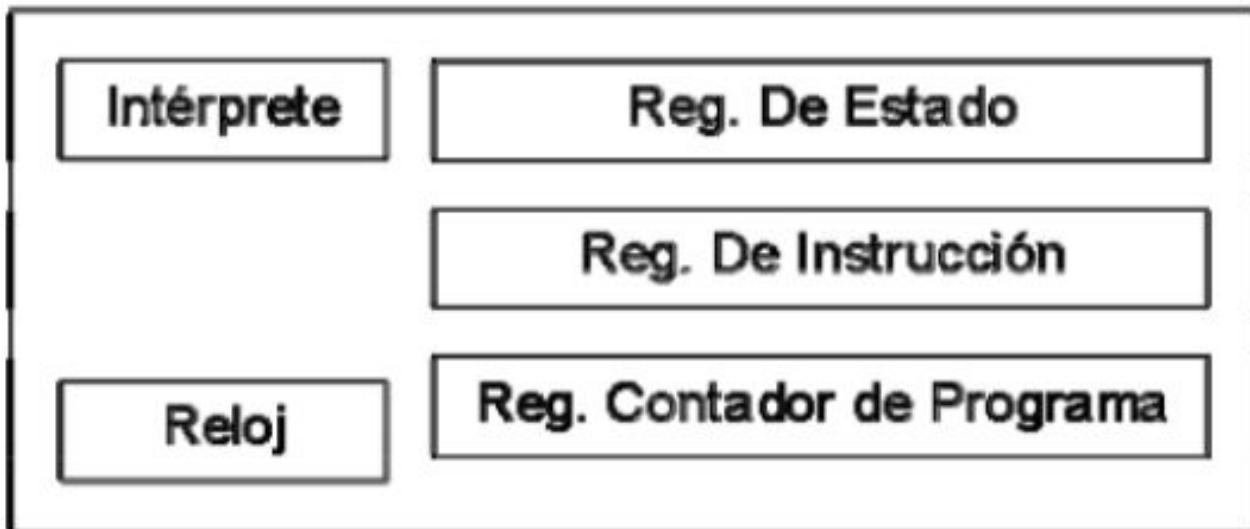 Intérprete
Reg. De Estado
Reg. De Instrucción
Reg. Contador de Programa
Reloj